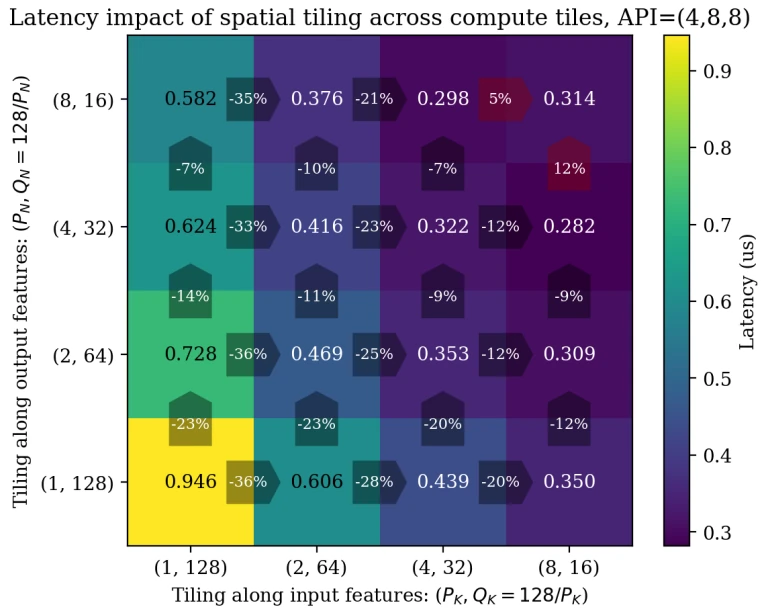 Latency impact of spatial tiling across compute tiles, API=(4,8,8)
Tiling along output features: (P_N, Q_N = 128/P_N)
(8, 16) 0.582 -35% 0.376 -21% 0.298 5% 0.314
-7% -10% -7% 12%
(4, 32) 0.624 -33% 0.416 -23% 0.322 -12% 0.282
-14% -11% -9% -9%
(2, 64) 0.728 -36% 0.469 -25% 0.353 -12% 0.309
-23% -23% -20% -12%
(1, 128) 0.946 -36% 0.606 -28% 0.439 -20% 0.350
(1, 128) (2, 64) (4, 32) (8, 16)
Tiling along input features: (P_K, Q_K = 128/P_K)
0.9
0.8
0.7
0.6
0.5
0.4
0.3
Latency (us)